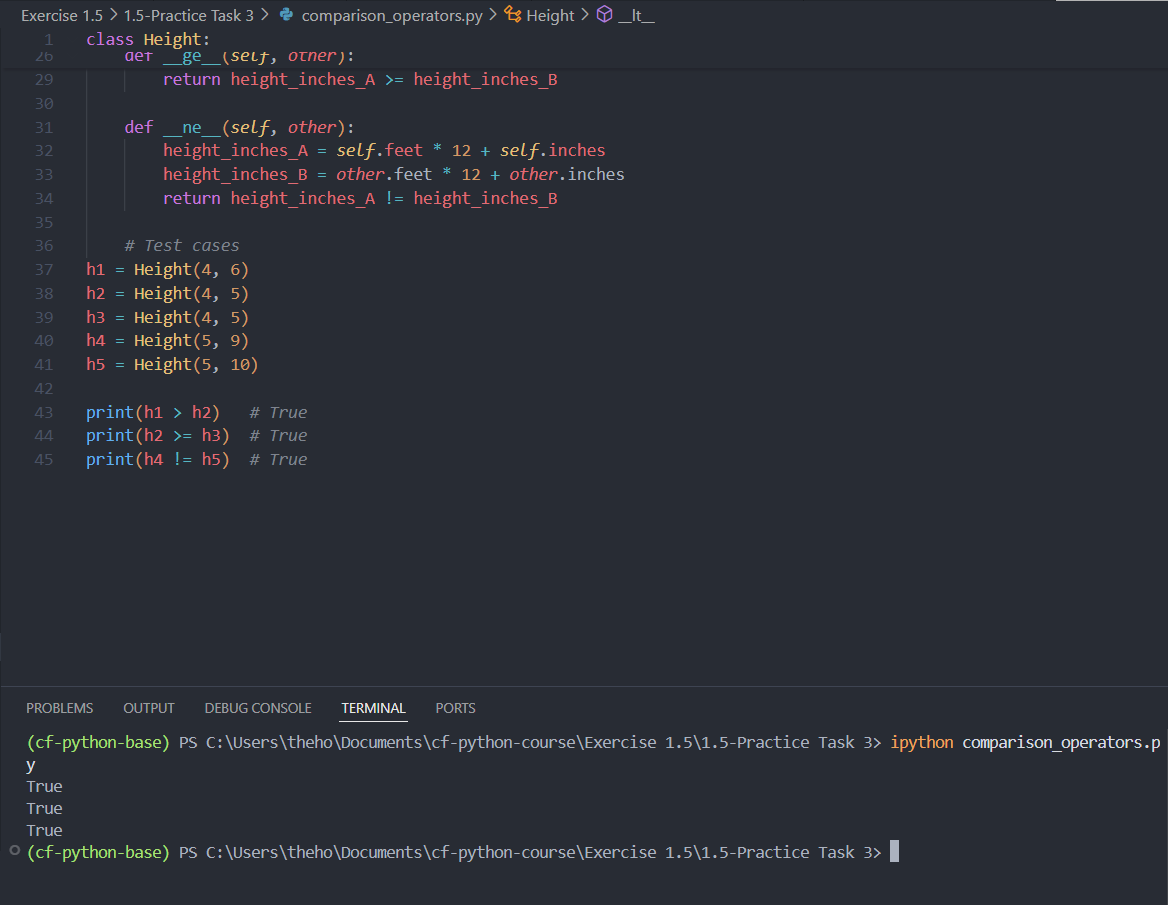 Exercise 1.5 > 1.5-Practice Task 3 > comparison_operators.py > Height > __lt__
1 class Height:
26 def __ge__(self, other):
29 return height_inches_A >= height_inches_B
30
31 def __ne__(self, other):
32 height_inches_A = self.feet * 12 + self.inches
33 height_inches_B = other.feet * 12 + other.inches
34 return height_inches_A != height_inches_B
35
36 # Test cases
37 h1 = Height(4, 6)
38 h2 = Height(4, 5)
39 h3 = Height(4, 5)
40 h4 = Height(5, 9)
41 h5 = Height(5, 10)
42
43 print(h1 > h2) # True
44 print(h2 >= h3) # True
45 print(h4 != h5) # True
PROBLEMS OUTPUT DEBUG CONSOLE TERMINAL PORTS
(cf-python-base) PS C:\Users\theho\Documents\cf-python-course\Exercise 1.5\1.5-Practice Task 3> ipython comparison_operators.p
y
True
True
True
(cf-python-base) PS C:\Users\theho\Documents\cf-python-course\Exercise 1.5\1.5-Practice Task 3>